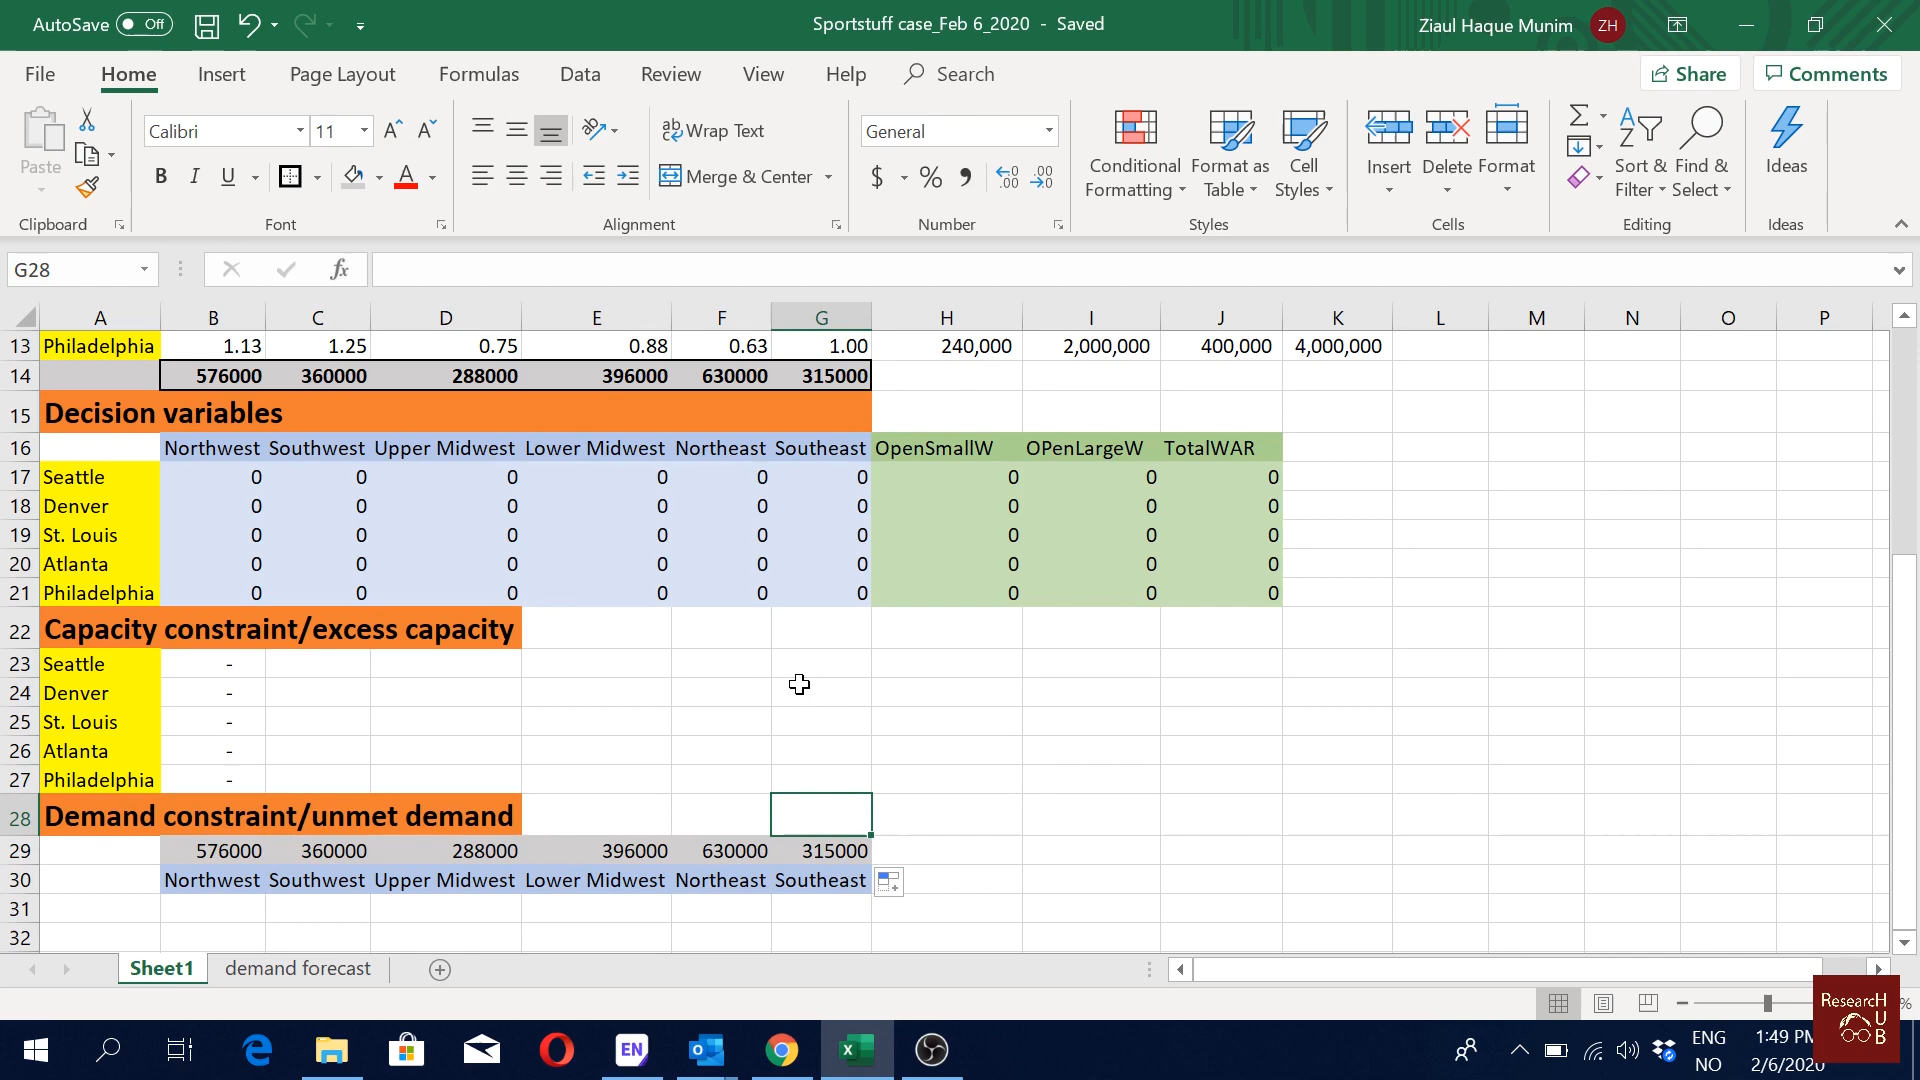 AutoSave Off Sportstuff case_Feb 6_2020 - Saved Ziaul Haque Munim ZH
File Home Insert Page Layout Formulas Data Review View Help Search Share Comments
Paste Calibri 11 Wrap Text General Conditional Formatting Format as Table Cell Styles Insert Delete Format Sort & Filter Find & Select Ideas
B I U Merge & Center $ %
Clipboard Font Alignment Number Styles Cells Editing Ideas
G28 fx
A B C D E F G H I J K L M N O P
13 Philadelphia 1.13 1.25 0.75 0.88 0.63 1.00 240,000 2,000,000 400,000 4,000,000
14 576000 360000 288000 396000 630000 315000
15 Decision variables
16 Northwest Southwest Upper Midwest Lower Midwest Northeast Southeast OpenSmallW OPenLargeW TotalWAR
17 Seattle 0 0 0 0 0 0 0 0 0
18 Denver 0 0 0 0 0 0 0 0 0
19 St. Louis 0 0 0 0 0 0 0 0 0
20 Atlanta 0 0 0 0 0 0 0 0 0
21 Philadelphia 0 0 0 0 0 0 0 0 0
22 Capacity constraint/excess capacity
23 Seattle -
24 Denver -
25 St. Louis -
26 Atlanta -
27 Philadelphia -
28 Demand constraint/unmet demand
29 576000 360000 288000 396000 630000 315000
30 Northwest Southwest Upper Midwest Lower Midwest Northeast Southeast
31
32
Sheet1 demand forecast
%
ResearcH
U
B
EN ENG 1:49 PM
NO 2/6/2020